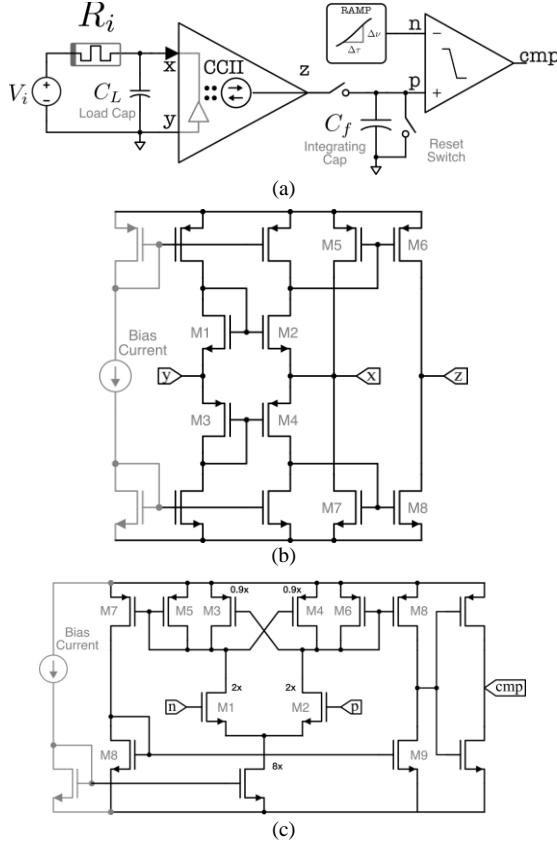 R_i
V_i
C_L
Load Cap
x
y
CCII
z
C_f
Integrating
Cap
Reset
Switch
RAMP
Δν
Δτ
n
−
p
+
cmp
(a)
Bias
Current
M5
M6
M1
M2
y
x
z
M3
M4
M7
M8
(b)
Bias
Current
M7
M5
M3
0.9x
0.9x
M4
M6
M8
n
2x
M1
2x
M2
p
cmp
M8
8x
M9
(c)